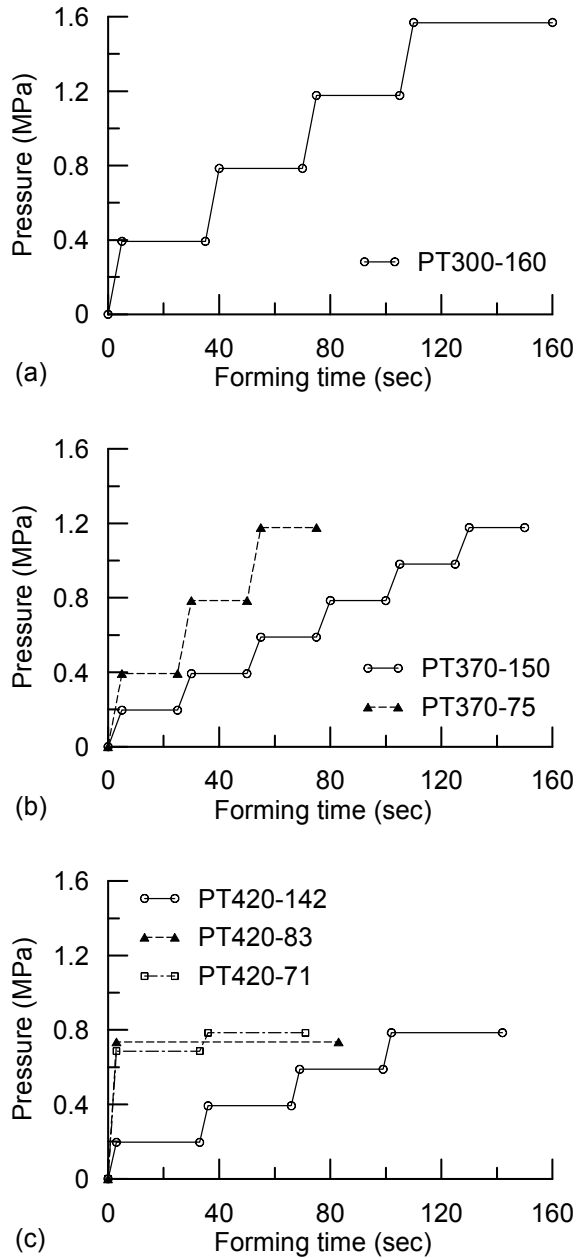 1.6
1.2
0.8
0.4
0
Pressure (MPa)
PT300-160
0 40 80 120 160
Forming time (sec)
(a)
1.6
1.2
0.8
0.4
0
Pressure (MPa)
PT370-150
PT370-75
0 40 80 120 160
Forming time (sec)
(b)
1.6
1.2
0.8
0.4
0
Pressure (MPa)
PT420-142
PT420-83
PT420-71
0 40 80 120 160
Forming time (sec)
(c)